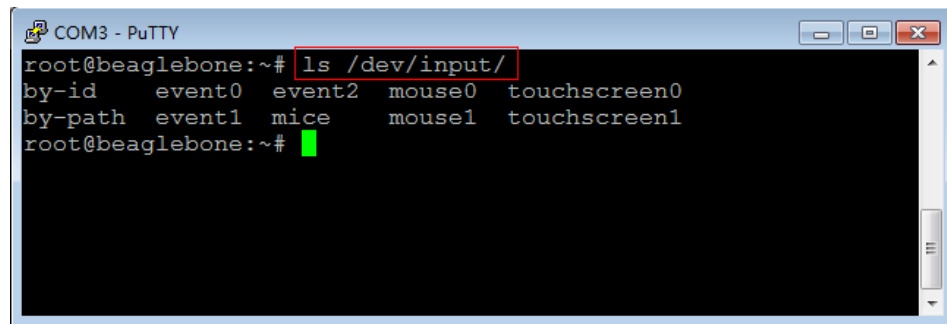 COM3 - PuTTY
root@beaglebone:~# ls /dev/input/
by-id    event0  event2  mouse0  touchscreen0
by-path  event1  mice    mouse1  touchscreen1
root@beaglebone:~#